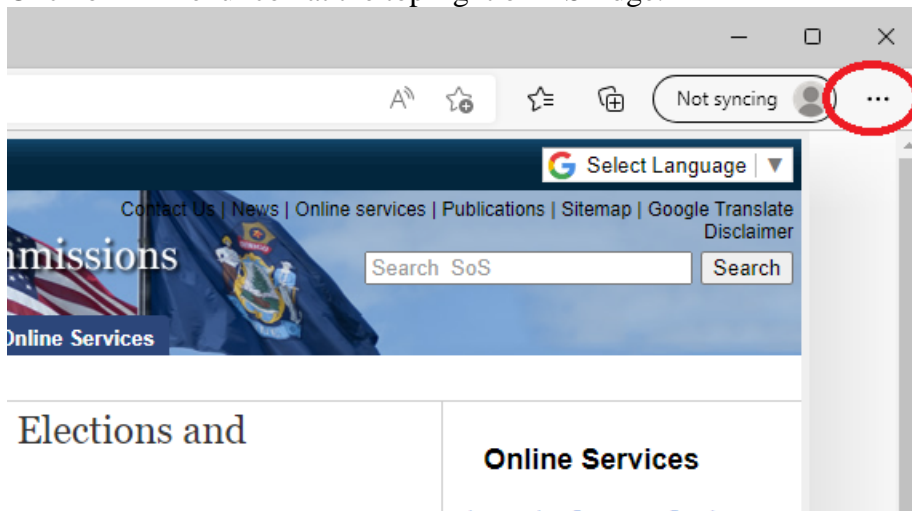 Not syncing
Select Language
Contact Us | News | Online services | Publications | Sitemap | Google Translate
Disclaimer
mmissions
Search SoS
Search
Online Services
Elections and
Online Services